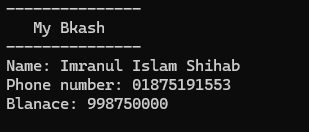 ---------------
My Bkash
---------------
Name: Imranul Islam Shihab
Phone number: 01875191553
Blanace: 998750000